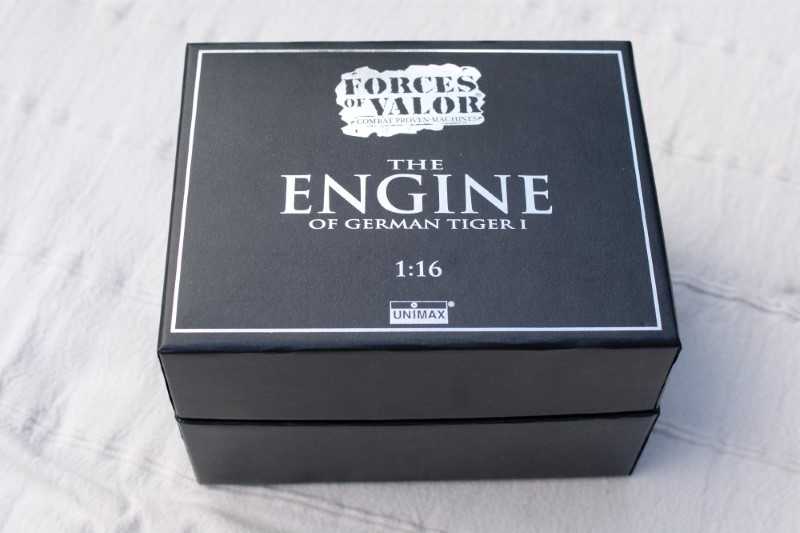 FORCES
OF VALOR
COMBAT PROVEN MACHINES
THE
ENGINE
OF GERMAN TIGER I
1:16
UNIMAX®